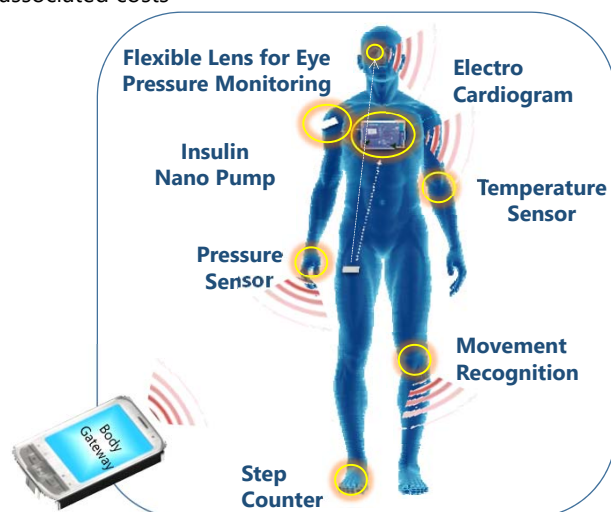 associated costs
Flexible Lens for Eye
Pressure Monitoring
Electro
Cardiogram
Insulin
Nano Pump
Temperature
Sensor
Pressure
Sensor
Movement
Recognition
Body
Gateway
Step
Counter